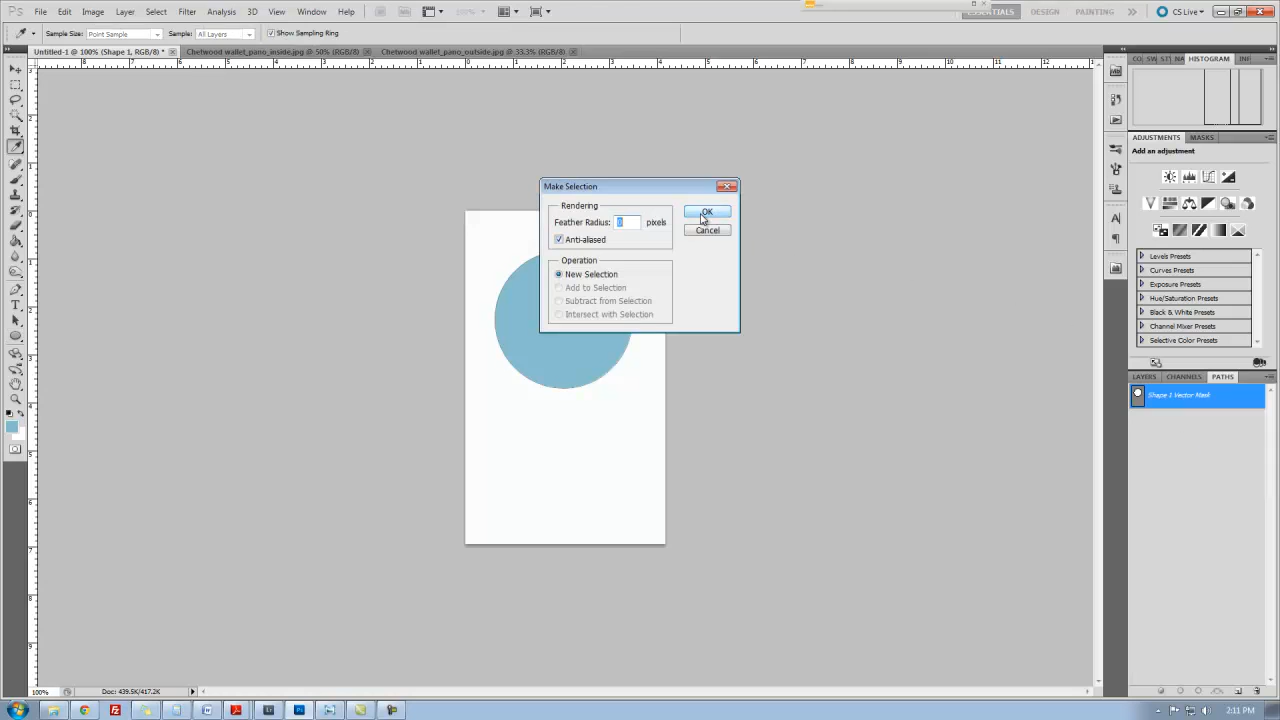 Ps File Edit Image Layer Select Filter Analysis 3D View Window Help 100% ESSENTIALS DESIGN PAINTING CS Live
Sample Size: Point Sample Sample: All Layers Show Sampling Ring
Untitled-1 @ 100% (Shape 1, RGB/8) * Chetwood wallet_pano_inside.jpg @ 50% (RGB/8) Chetwood wallet_pano_outside.jpg @ 33.3% (RGB/8)
HISTOGRAM
ADJUSTMENTS MASKS
Add an adjustment
Make Selection
Rendering
Feather Radius: 0 pixels
Anti-aliased
OK
Cancel
Operation
New Selection
Add to Selection
Subtract from Selection
Intersect with Selection
Levels Presets
Curves Presets
Exposure Presets
Hue/Saturation Presets
Black & White Presets
Channel Mixer Presets
Selective Color Presets
LAYERS CHANNELS PATHS
Shape 1 Vector Mask
100% Doc: 439.5K/417.2K
2:11 PM